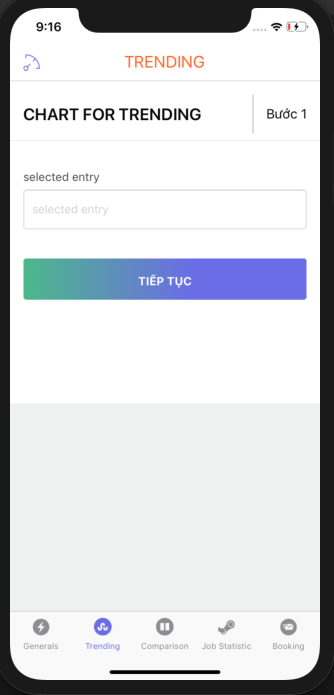 9:16
TRENDING
CHART FOR TRENDING
Bước 1
selected entry
selected entry
TIẾP TỤC
Generals
Trending
Comparison
Job Statistic
Booking